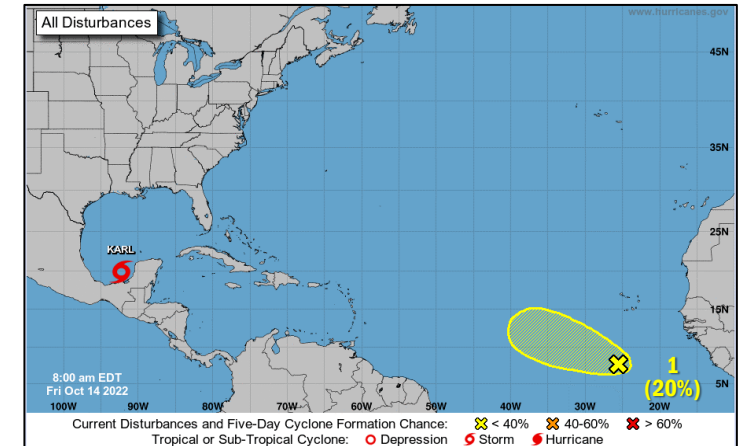 All Disturbances
www.hurricanes.gov
45N
35N
25N
KARL
15N
1
(20%)
8:00 am EDT
Fri Oct 14 2022
5N
100W 90W 80W 70W 60W 50W 40W 30W 20W 10W
Current Disturbances and Five-Day Cyclone Formation Chance: < 40% 40-60% > 60%
Tropical or Sub-Tropical Cyclone: Depression Storm Hurricane